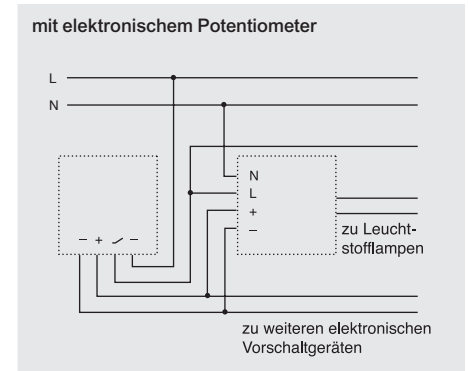 mit elektronischem Potentiometer
L
N
N
L
+
–
– + –
zu Leucht-
stofflampen
zu weiteren elektronischen
Vorschaltgeräten